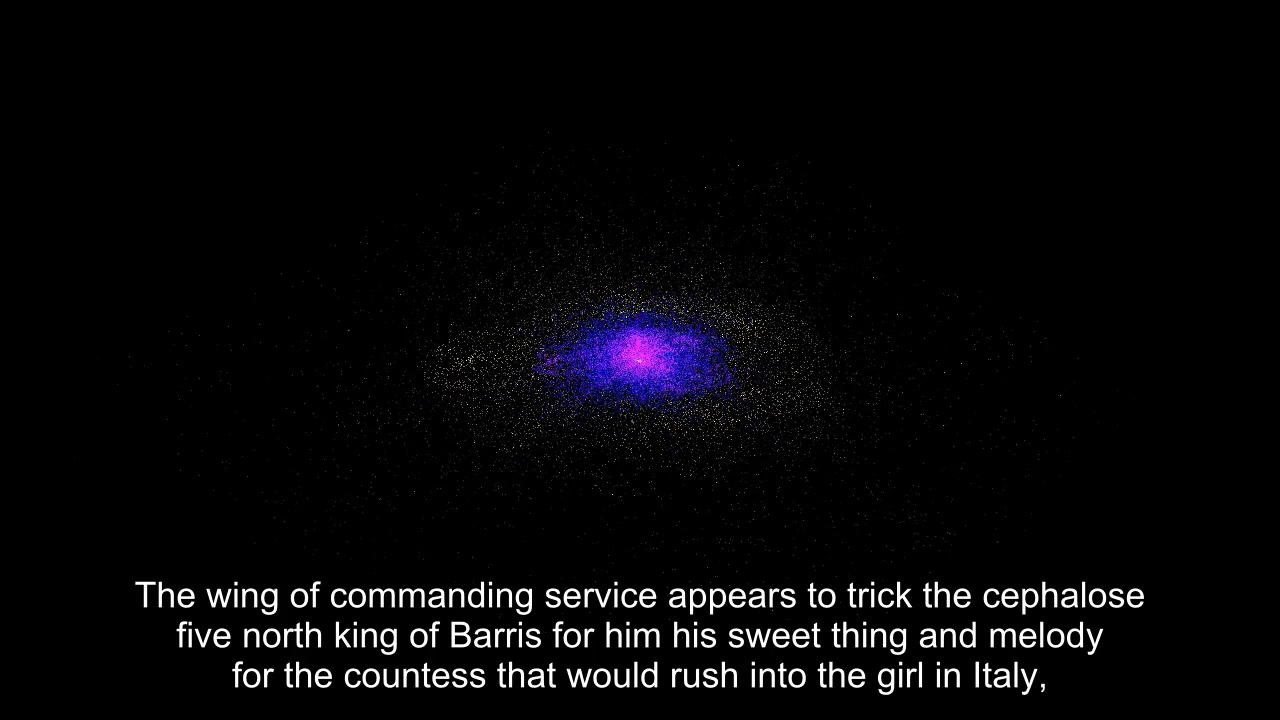 The wing of commanding service appears to trick the cephalose
five north king of Barris for him his sweet thing and melody
for the countess that would rush into the girl in Italy,